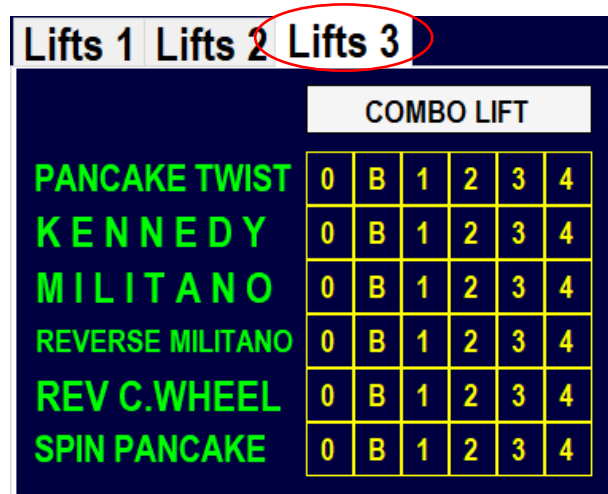 Lifts 1 Lifts 2 Lifts 3
COMBO LIFT
PANCAKE TWIST 0 B 1 2 3 4
KENNEDY 0 B 1 2 3 4
MILITANO 0 B 1 2 3 4
REVERSE MILITANO 0 B 1 2 3 4
REV C.WHEEL 0 B 1 2 3 4
SPIN PANCAKE 0 B 1 2 3 4